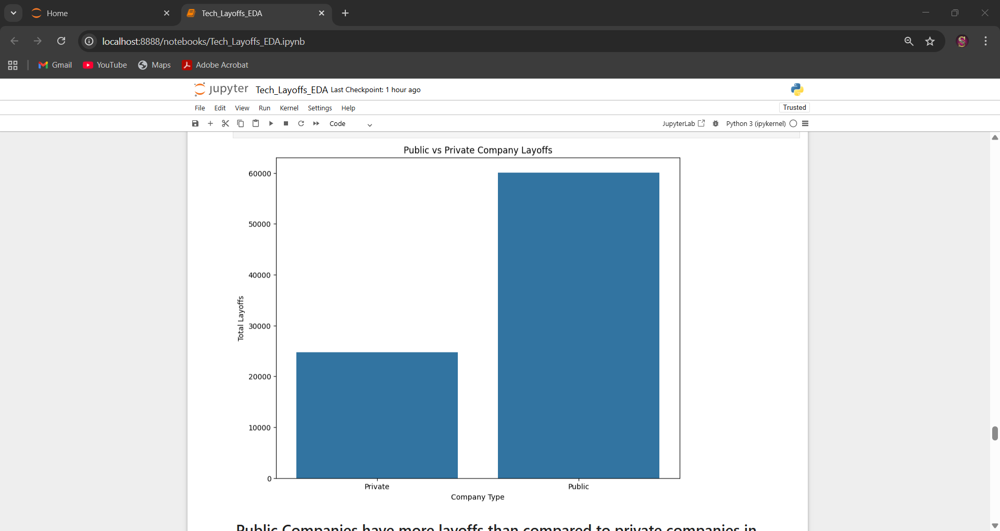 Home
Tech_Layoffs_EDA
localhost:8888/notebooks/Tech_Layoffs_EDA.ipynb
Gmail
YouTube
Maps
Adobe Acrobat
jupyter Tech_Layoffs_EDA Last Checkpoint: 1 hour ago
File Edit View Run Kernel Settings Help
Trusted
Code
JupyterLab
Python 3 (ipykernel)
Public vs Private Company Layoffs
60000
50000
40000
30000
20000
10000
0
Total Layoffs
Private
Public
Company Type
Public Companies have more layoffs than compared to private companies in